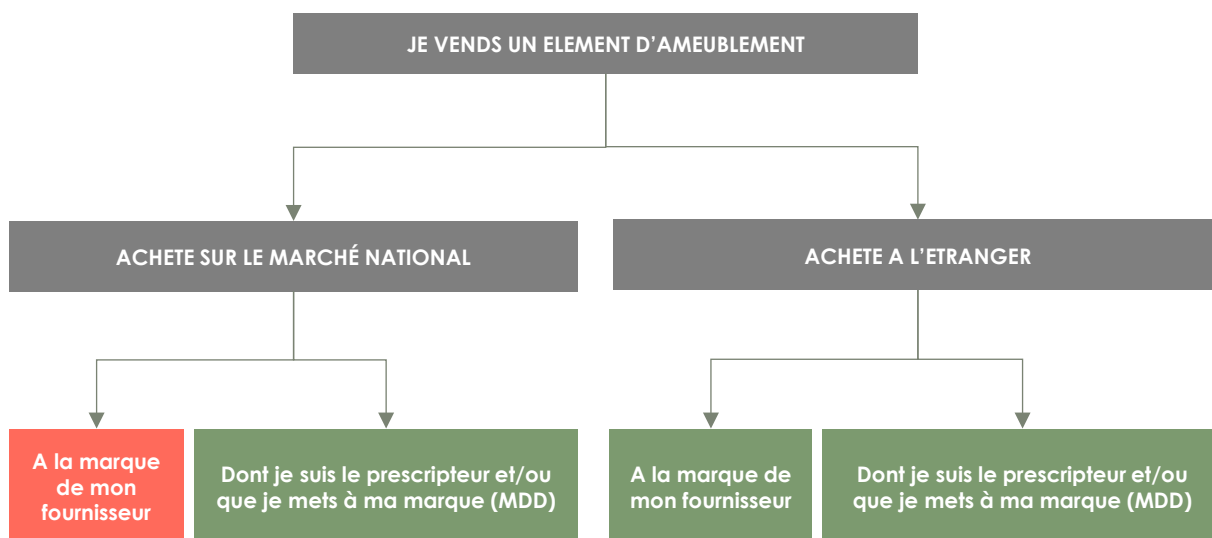 JE VENDS UN ELEMENT D’AMEUBLEMENT
ACHETE SUR LE MARCHÉ NATIONAL
ACHETE A L’ETRANGER
A la marque
de mon
fournisseur
Dont je suis le prescripteur et/ou
que je mets à ma marque (MDD)
A la marque de
mon fournisseur
Dont je suis le prescripteur et/ou
que je mets à ma marque (MDD)